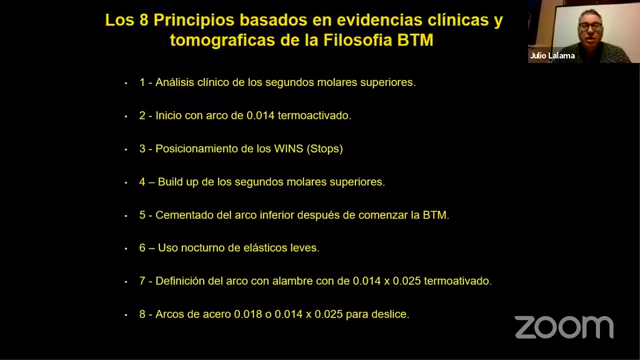 Los 8 Principios basados en evidencias clínicas y
tomograficas de la Filosofia BTM
Julio Lalama
1 - Análisis clínico de los segundos molares superiores.
2 - Inicio con arco de 0.014 termoactivado.
3 - Posicionamiento de los WINS (Stops)
4 – Build up de los segundos molares superiores.
5 - Cementado del arco inferior después de comenzar la BTM.
6 – Uso nocturno de elásticos leves.
7 - Definición del arco con alambre con de 0.014 x 0.025 termoativado.
8 - Arcos de acero 0.018 o 0.014 x 0.025 para deslice.
zoom